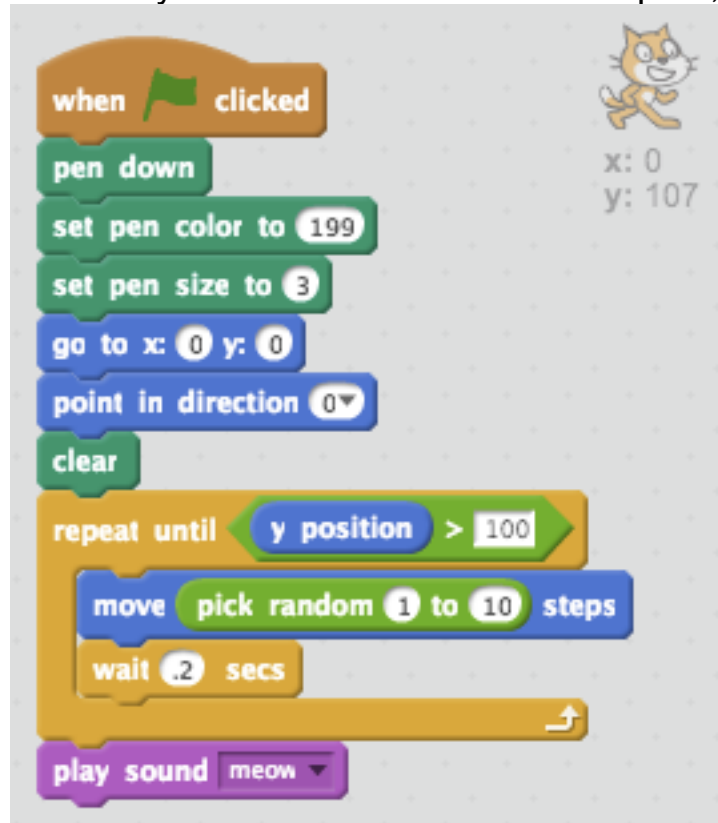 when clicked
x: 0
y: 107
pen down
set pen color to 199
set pen size to 3
go to x: 0 y: 0
point in direction 0
clear
repeat until y position > 100
move pick random 1 to 10 steps
wait .2 secs
play sound meow